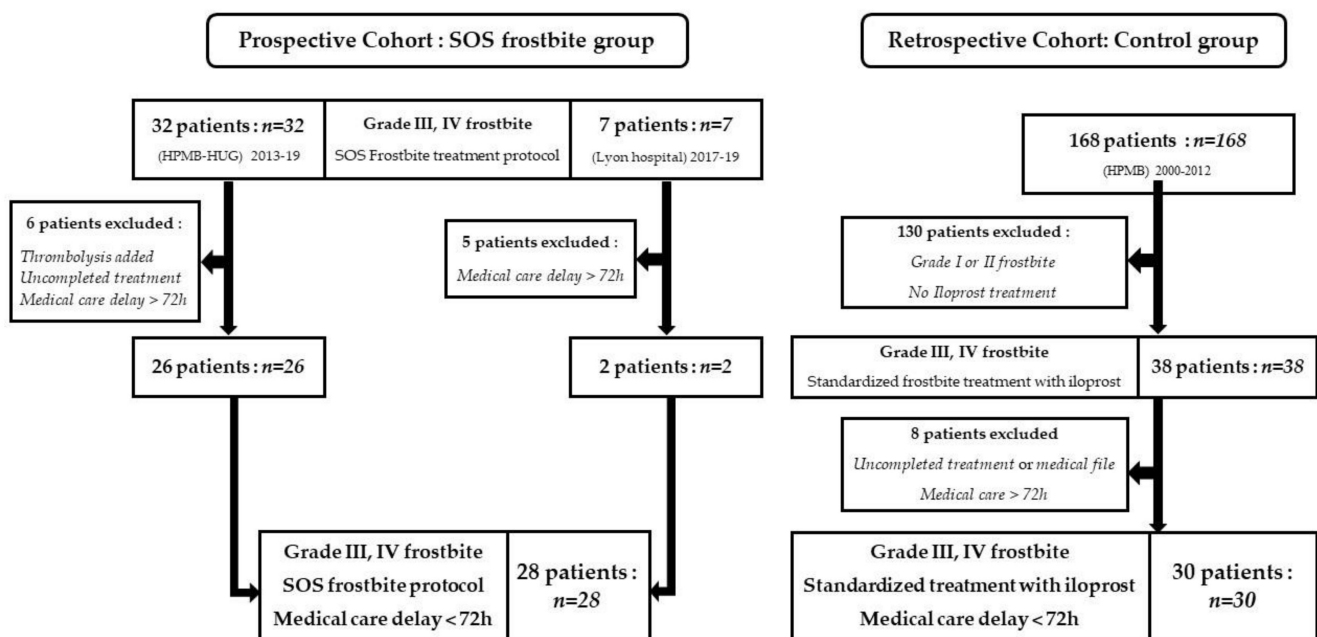 Prospective Cohort : SOS frostbite group
32 patients : n=32
(HPMB-HUG) 2013-19
Grade III, IV frostbite
SOS Frostbite treatment protocol
7 patients : n=7
(Lyon hospital) 2017-19
6 patients excluded :
Thrombolysis added
Uncompleted treatment
Medical care delay > 72h
5 patients excluded :
Medical care delay > 72h
26 patients : n=26
2 patients : n=2
Grade III, IV frostbite
SOS frostbite protocol
Medical care delay < 72h
28 patients :
n=28
Retrospective Cohort: Control group
168 patients : n=168
(HPMB) 2000-2012
130 patients excluded :
Grade I or II frostbite
No Iloprost treatment
Grade III, IV frostbite
Standardized frostbite treatment with iloprost
38 patients : n=38
8 patients excluded
Uncompleted treatment or medical file
Medical care > 72h
Grade III, IV frostbite
Standardized treatment with iloprost
Medical care delay < 72h
30 patients :
n=30